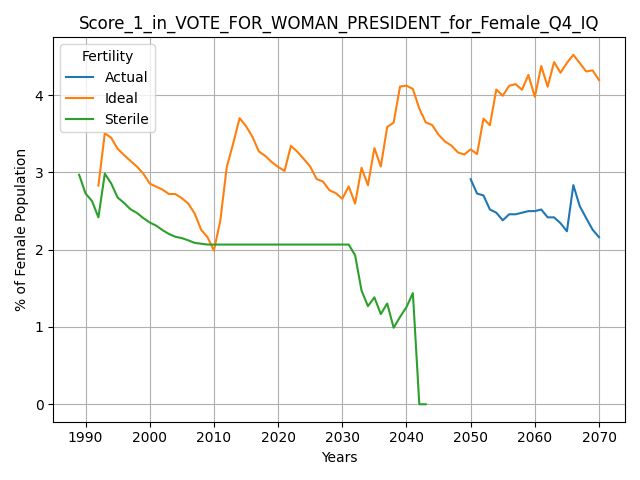 Score_1_in_VOTE_FOR_WOMAN_PRESIDENT_for_Female_Q4_IQ
Fertility
Actual
Ideal
Sterile
% of Female Population
4
3
2
1
0
1990 2000 2010 2020 2030 2040 2050 2060 2070
Years